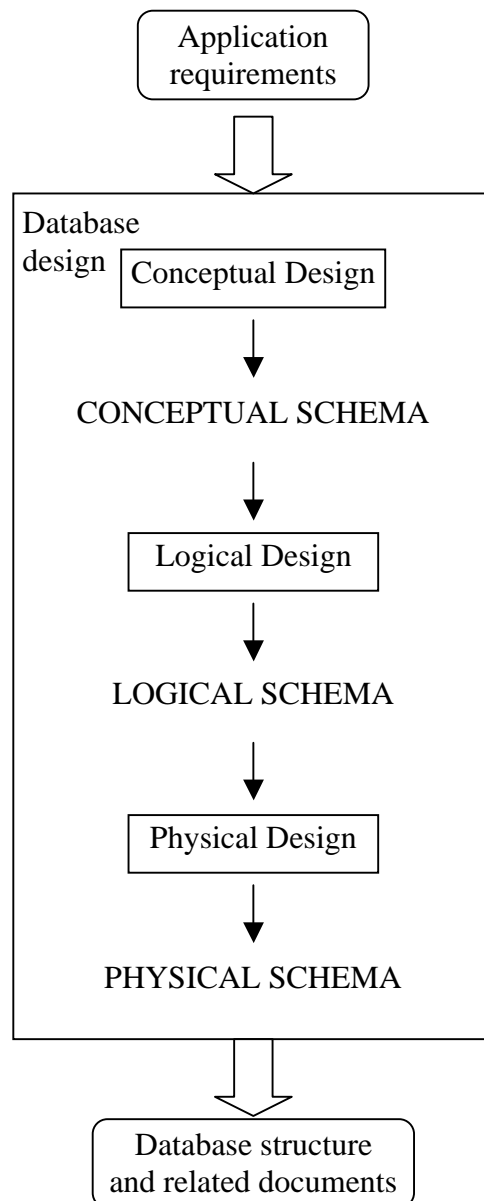 Application
requirements
Database
design
Conceptual Design
CONCEPTUAL SCHEMA
Logical Design
LOGICAL SCHEMA
Physical Design
PHYSICAL SCHEMA
Database structure
and related documents